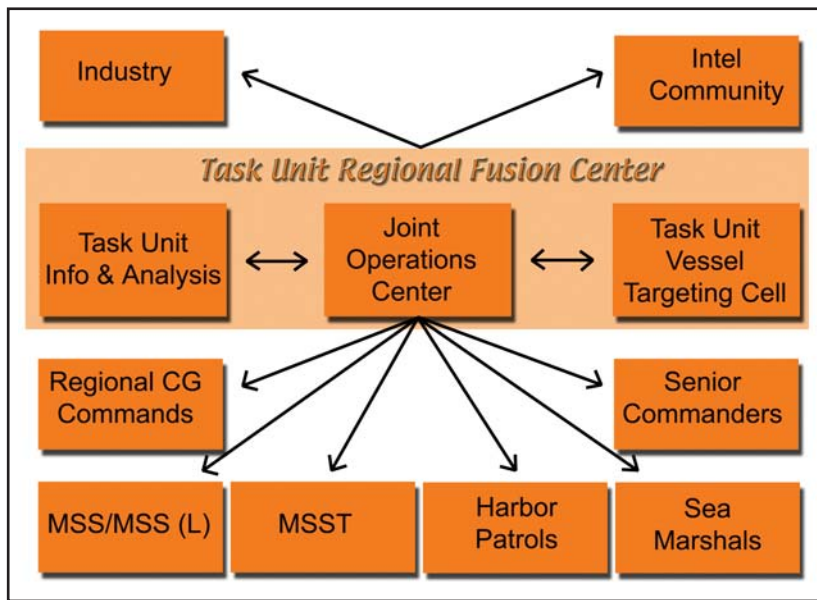 Industry
Intel
Community
Task Unit Regional Fusion Center
Task Unit
Info & Analysis
Joint
Operations
Center
Task Unit
Vessel
Targeting Cell
Regional CG
Commands
Senior
Commanders
MSS/MSS (L)
MSST
Harbor
Patrols
Sea
Marshals